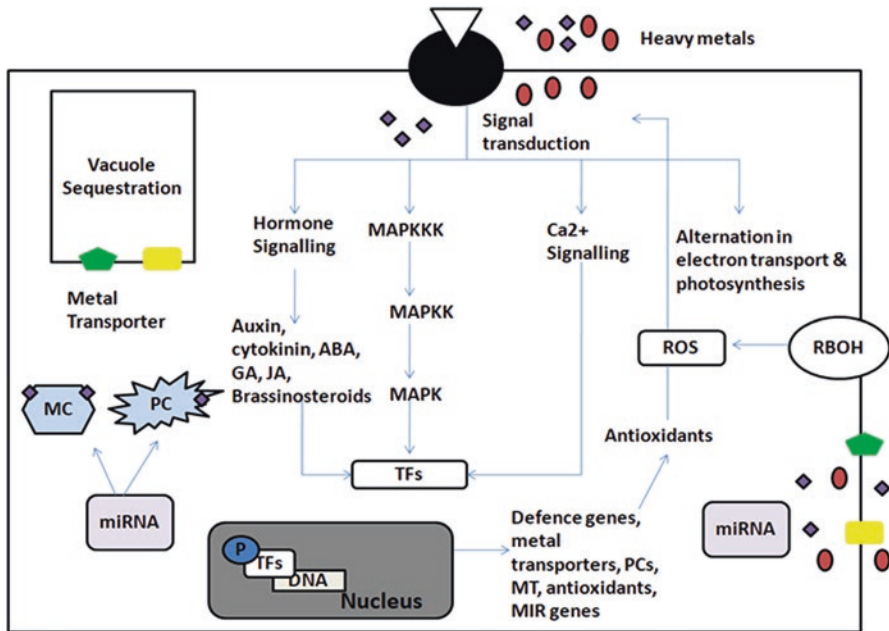 Heavy metals
Signal
transduction
Vacuole
Sequestration
Metal
Transporter
Hormone
Signalling
MAPKKK
Ca2+
Signalling
Alternation in
electron transport &
photosynthesis
Auxin,
cytokinin, ABA,
GA, JA,
Brassinosteroids
MAPKK
MAPK
ROS
RBOH
MC
PC
Antioxidants
TFs
miRNA
P
TFs
DNA
Nucleus
Defence genes,
metal
transporters, PCs,
MT, antioxidants,
MIR genes
miRNA